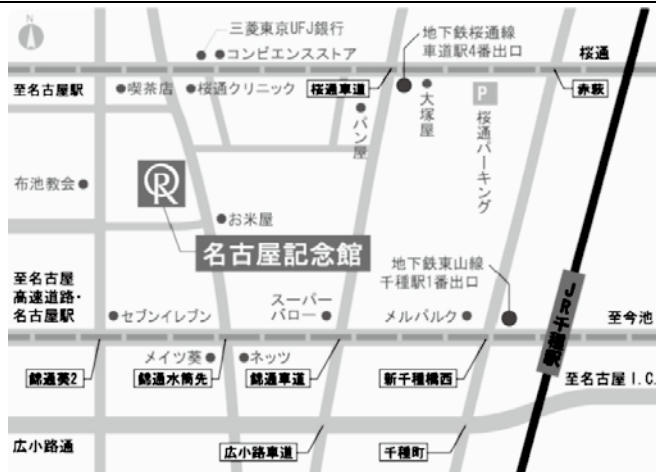 N
三菱東京UFJ銀行
コンビエンスストア
地下鉄桜通線
車道駅4番出口
桜通
至名古屋駅
喫茶店
桜通クリニック
桜通車道
大塚屋
P
赤萩
パン屋
桜通パーキング
布池教会
R
お米屋
名古屋記念館
地下鉄東山線
千種駅1番出口
至名古屋
高速道路・
名古屋駅
セブンイレブン
スーパー
バロー
メルパルク
JR千種駅
至今池
メイツ葵
ネッツ
錦通葵2
錦通水筒先
錦通車道
新千種橋西
至名古屋I.C.
広小路通
広小路車道
千種町